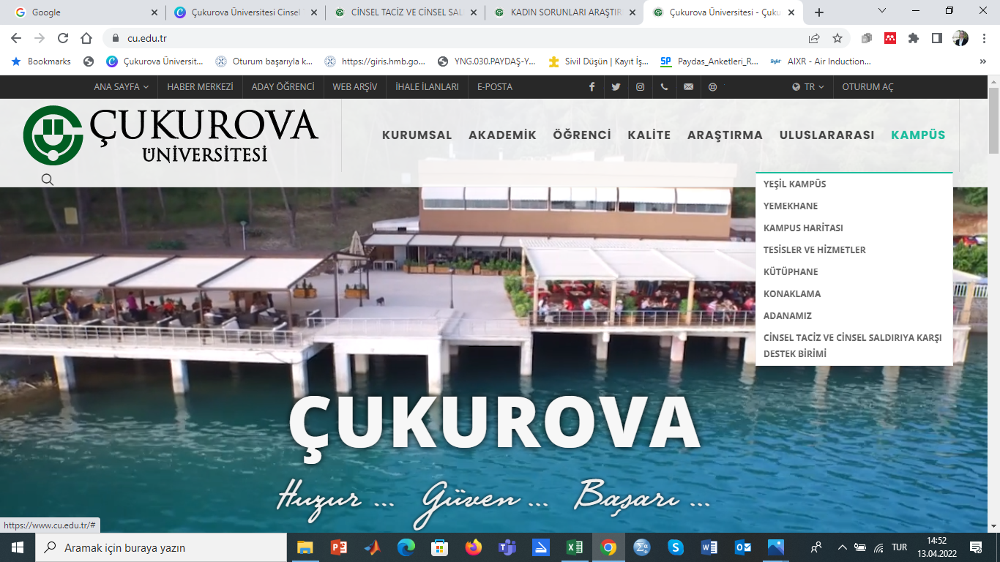 Google
Çukurova Üniversitesi Cinsel T
CİNSEL TACİZ VE CİNSEL SAL
KADIN SORUNLARI ARAŞTIR
Çukurova Üniversitesi - Çuku
cu.edu.tr
Bookmarks
Çukurova Üniversit...
Oturum başarıyla k...
https://giris.hmb.go...
YNG.030.PAYDAŞ-Y...
Sivil Düşün | Kayıt İş...
SP Paydas_Anketleri_R...
AIXR - Air Induction...
»
ANA SAYFA
HABER MERKEZİ
ADAY ÖĞRENCİ
WEB ARŞİV
İHALE İLANLARI
E-POSTA
TR
OTURUM AÇ
ÇUKUROVA
ÜNİVERSİTESİ
KURUMSAL
AKADEMİK
ÖĞRENCİ
KALİTE
ARAŞTIRMA
ULUSLARARASI
KAMPÜS
YEŞİL KAMPÜS
YEMEKHANE
KAMPUS HARİTASI
TESİSLER VE HİZMETLER
KÜTÜPHANE
KONAKLAMA
ADANAMIZ
CİNSEL TACİZ VE CİNSEL SALDIRIYA KARŞI
DESTEK BİRİMİ
ÇUKUROVA
Huzur ... Güven ... Başarı ...
https://www.cu.edu.tr/#
Aramak için buraya yazın
TUR
14:52
13.04.2022